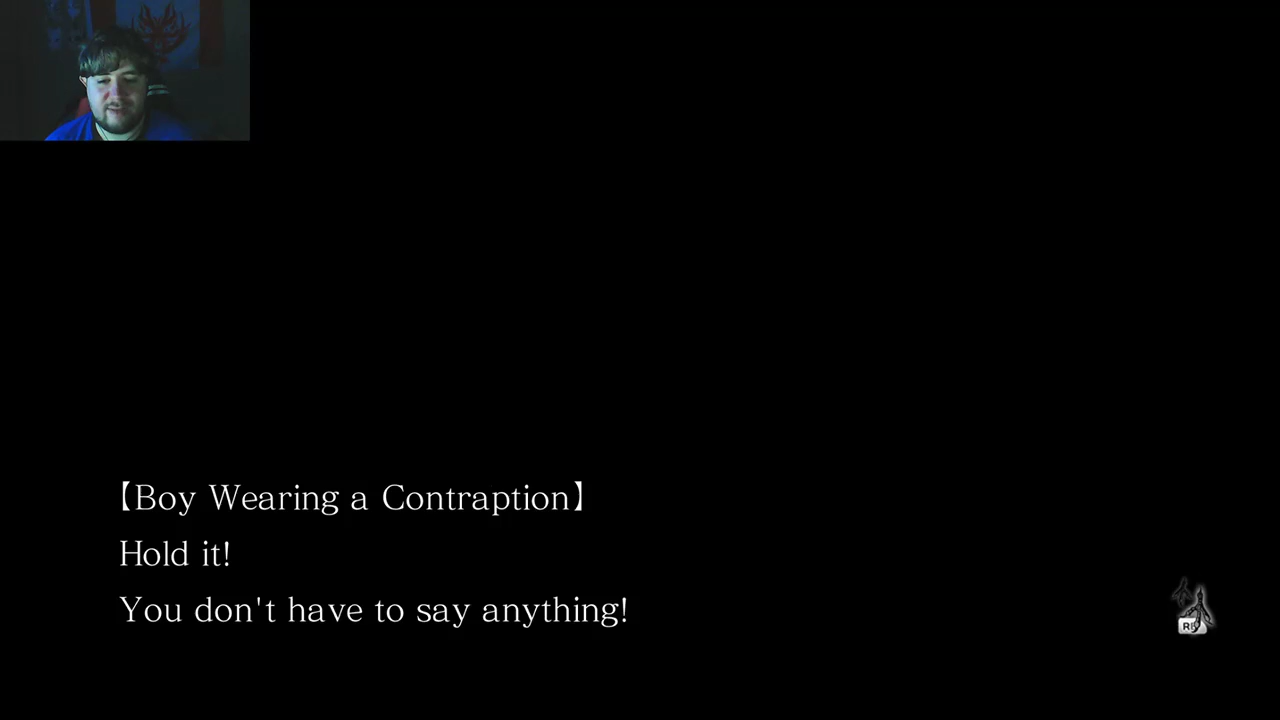 【Boy Wearing a Contraption】
Hold it!
You don't have to say anything!